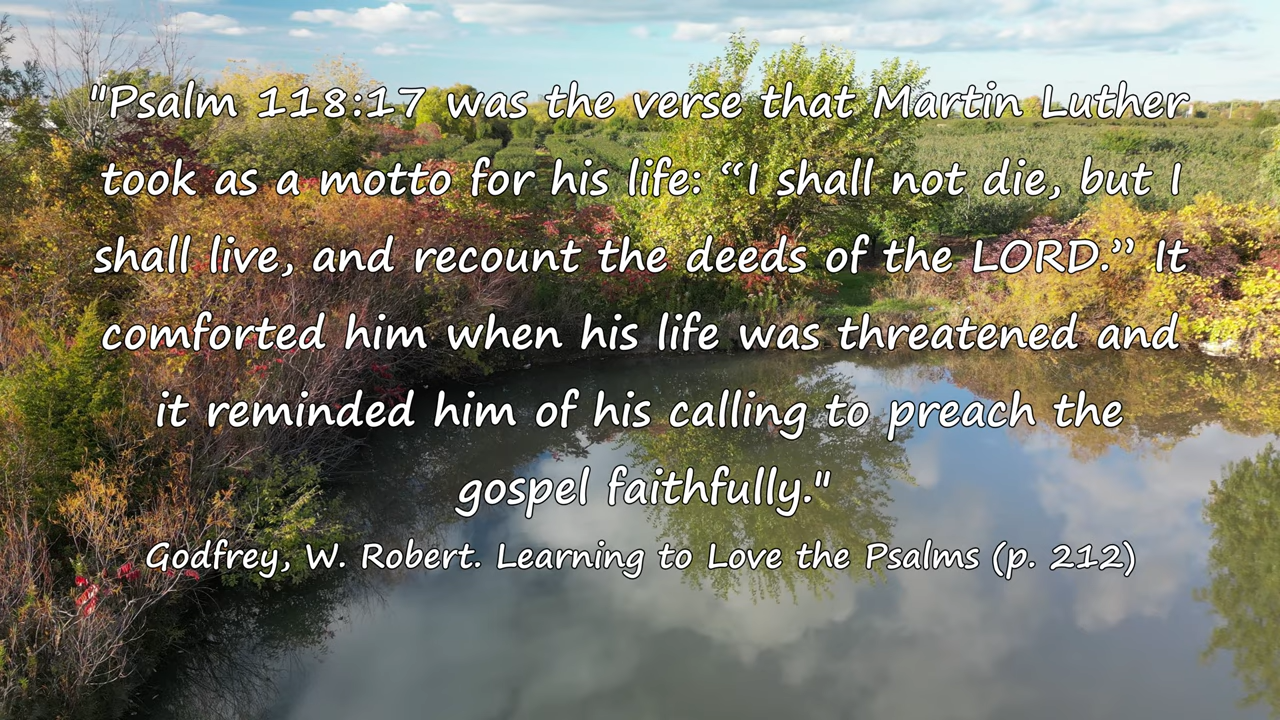 "Psalm 118:17 was the verse that Martin Luther
took as a motto for his life: “I shall not die, but I
shall live, and recount the deeds of the LORD.” It
comforted him when his life was threatened and
it reminded him of his calling to preach the
gospel faithfully."
Godfrey, W. Robert. Learning to Love the Psalms (p. 212)